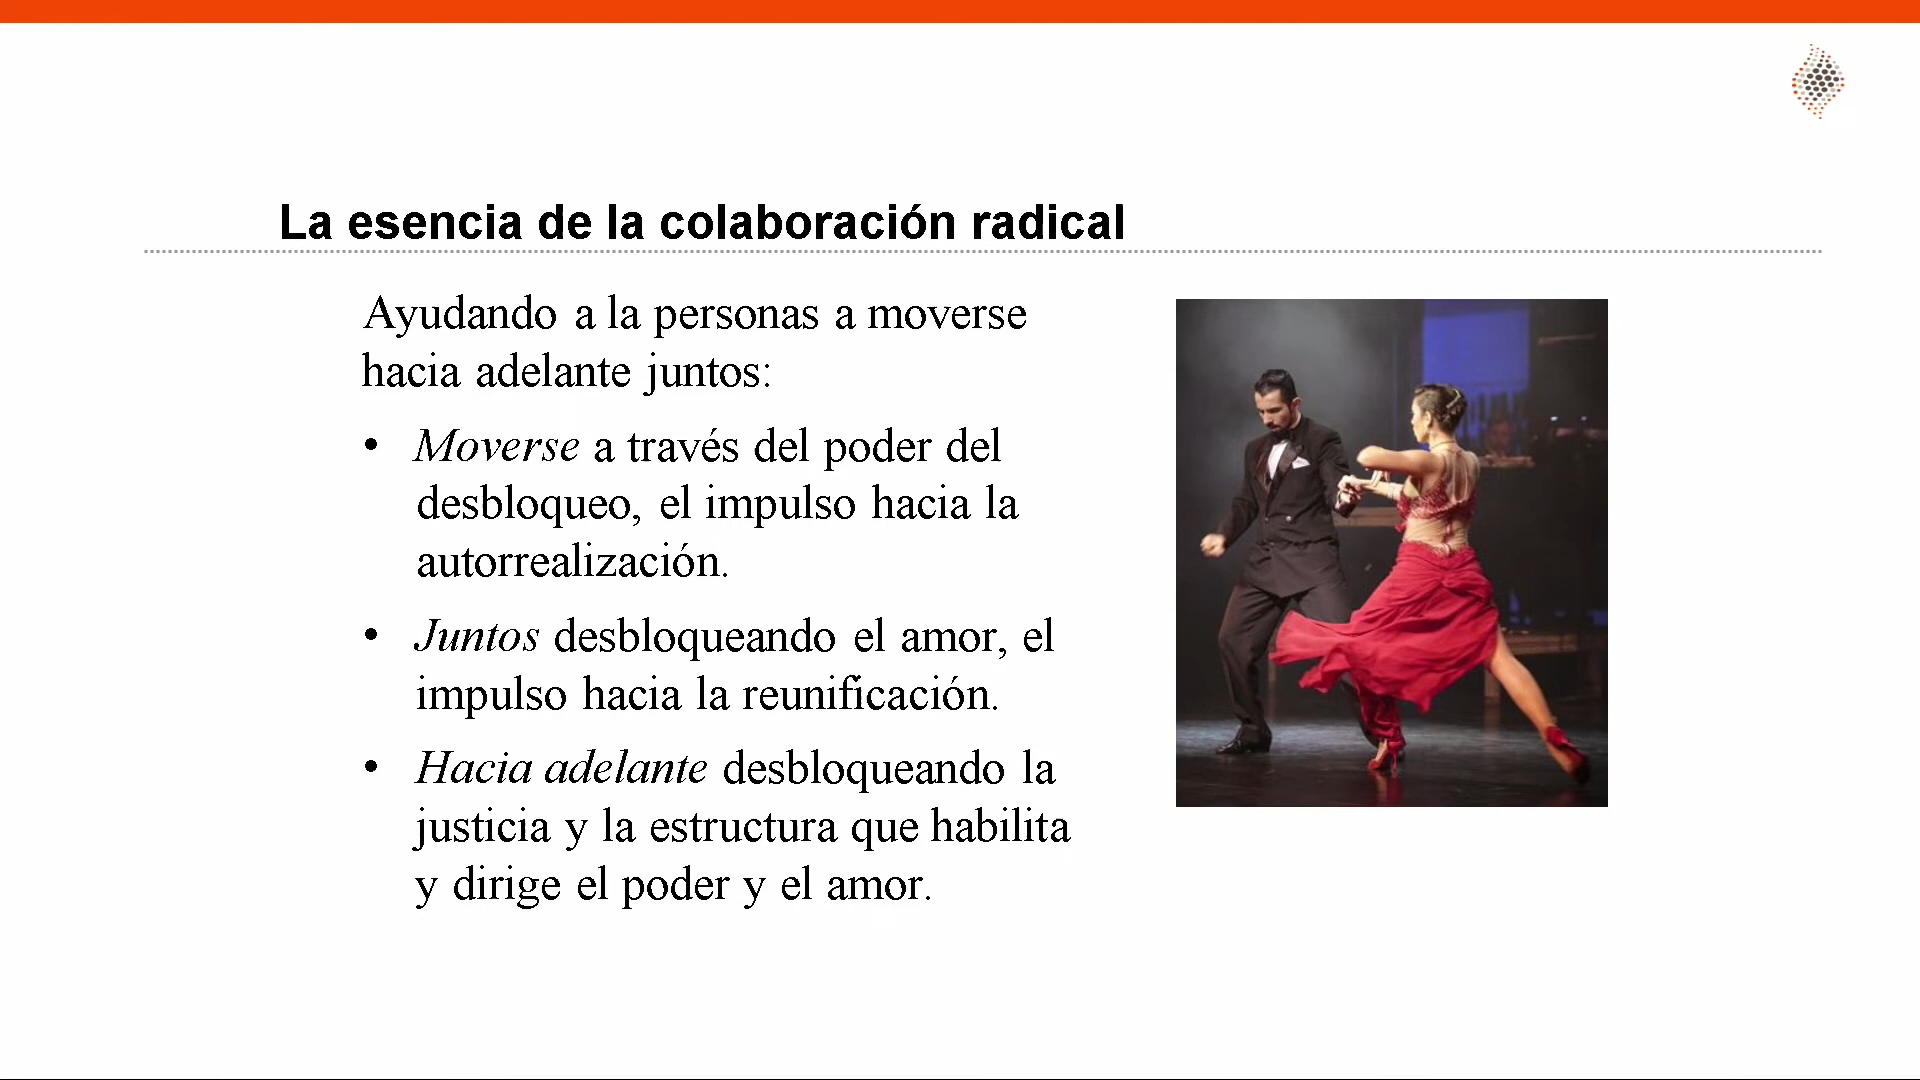 La esencia de la colaboración radical
Ayudando a la personas a moverse
hacia adelante juntos:
• Moverse a través del poder del
desbloqueo, el impulso hacia la
autorrealización.
• Juntos desbloqueando el amor, el
impulso hacia la reunificación.
• Hacia adelante desbloqueando la
justicia y la estructura que habilita
y dirige el poder y el amor.